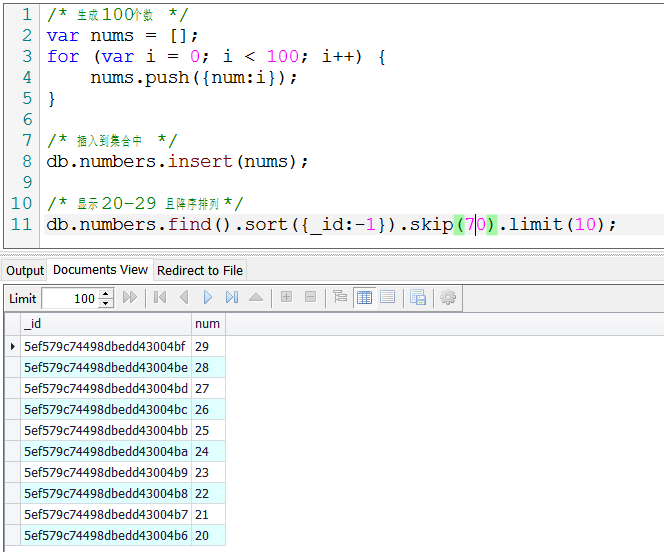 1 /* 生成100个数 */
2 var nums = [];
3 for (var i = 0; i < 100; i++) {
4 nums.push({num:i});
5 }
6
7 /* 插入到集合中 */
8 db.numbers.insert(nums);
9
10 /* 显示 20-29 且降序排列 */
11 db.numbers.find().sort({_id:-1}).skip(70).limit(10);
Output Documents View Redirect to File
Limit 100
_id num
5ef579c74498dbedd43004bf 29
5ef579c74498dbedd43004be 28
5ef579c74498dbedd43004bd 27
5ef579c74498dbedd43004bc 26
5ef579c74498dbedd43004bb 25
5ef579c74498dbedd43004ba 24
5ef579c74498dbedd43004b9 23
5ef579c74498dbedd43004b8 22
5ef579c74498dbedd43004b7 21
5ef579c74498dbedd43004b6 20